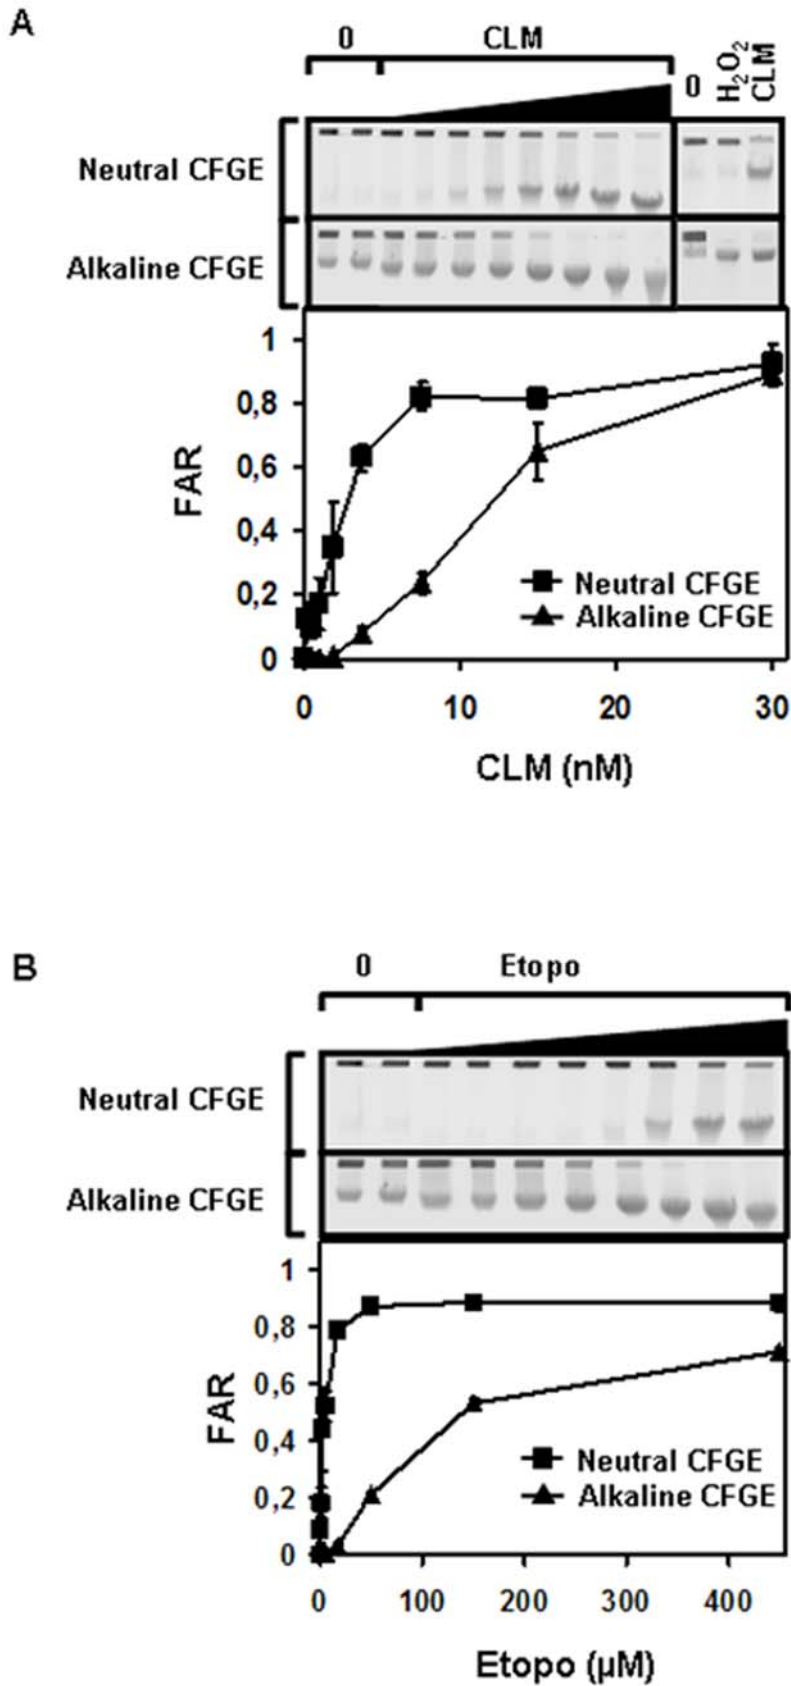 A
0 CLM
0 H₂O₂ CLM
Neutral CFGE
Alkaline CFGE
1
0,8
0,6
0,4
0,2
0
FAR
Neutral CFGE
Alkaline CFGE
0 10 20 30
CLM (nM)
B
0 Etopo
Neutral CFGE
Alkaline CFGE
1
0,8
0,6
0,4
0,2
0
FAR
Neutral CFGE
Alkaline CFGE
0 100 200 300 400
Etopo (µM)